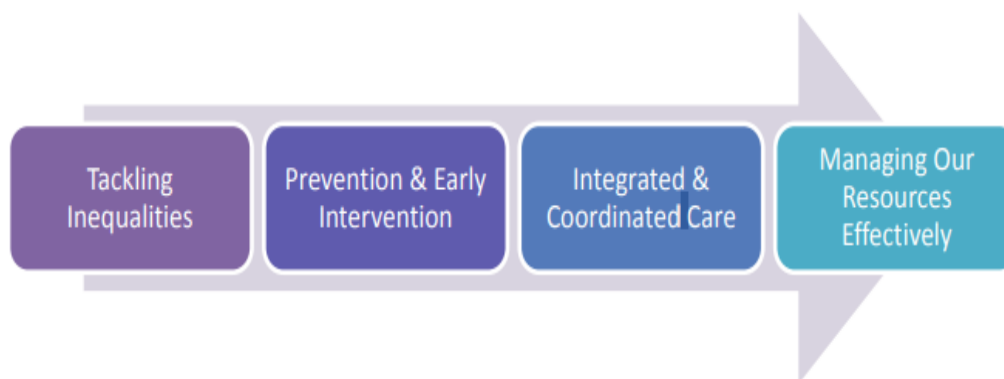 Tackling
Inequalities
Prevention & Early
Intervention
Integrated &
Coordinated Care
Managing Our
Resources
Effectively